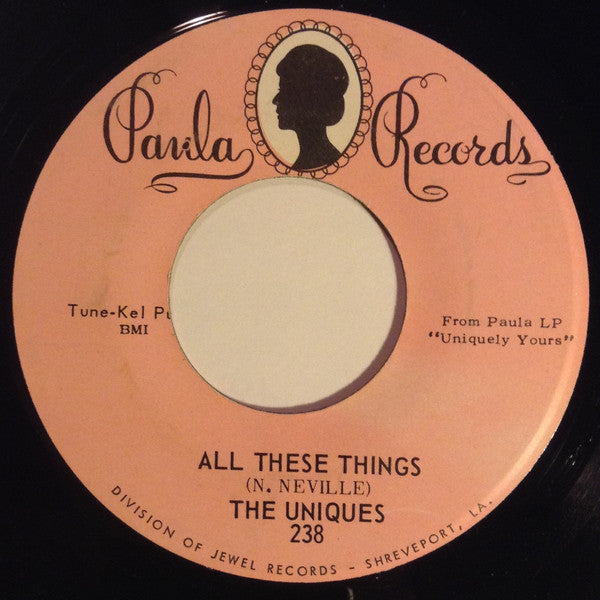 Paula Records
Tune-Kel
BMI
From Paula LP
"Uniquely Yours"
ALL THESE THINGS
(N. NEVILLE)
THE UNIQUES
238
DIVISION OF JEWEL RECORDS - SHREVEPORT, LA.